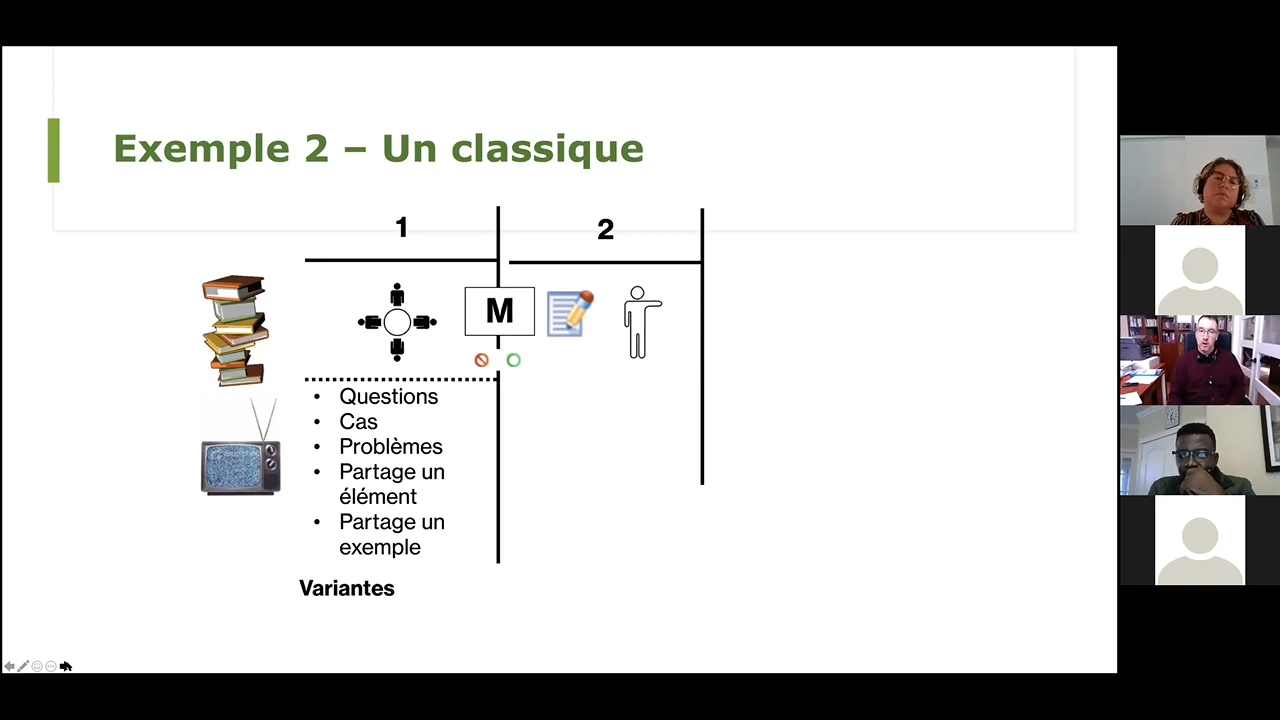 Exemple 2 – Un classique
1
2
M
• Questions
• Cas
• Problèmes
• Partage un
élément
• Partage un
exemple
Variantes